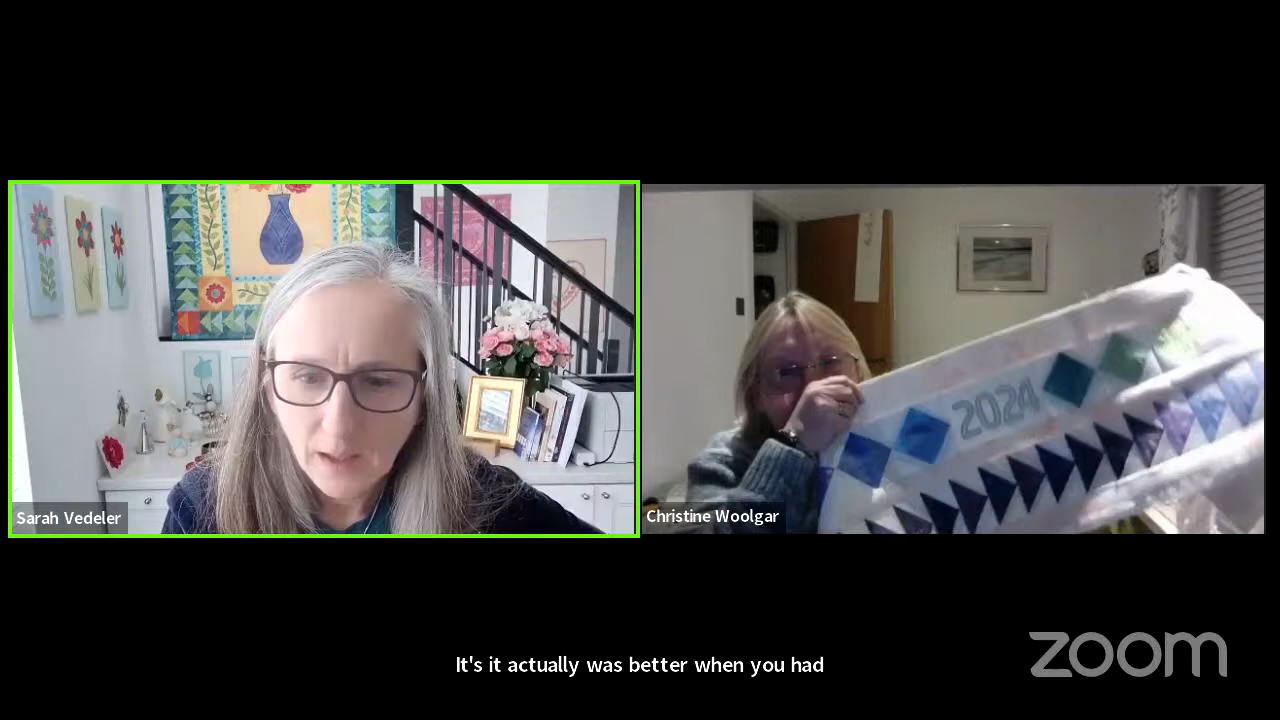 2024
Sarah Vedeler
Christine Woolgar
It's it actually was better when you had
zoom